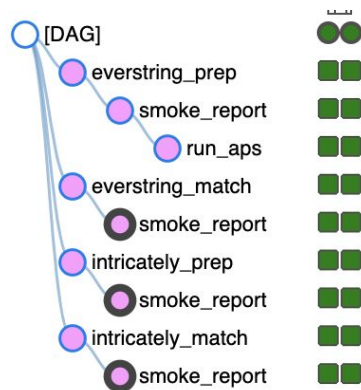 [DAG]
everstring_prep
smoke_report
run_aps
everstring_match
smoke_report
intricately_prep
smoke_report
intricately_match
smoke_report